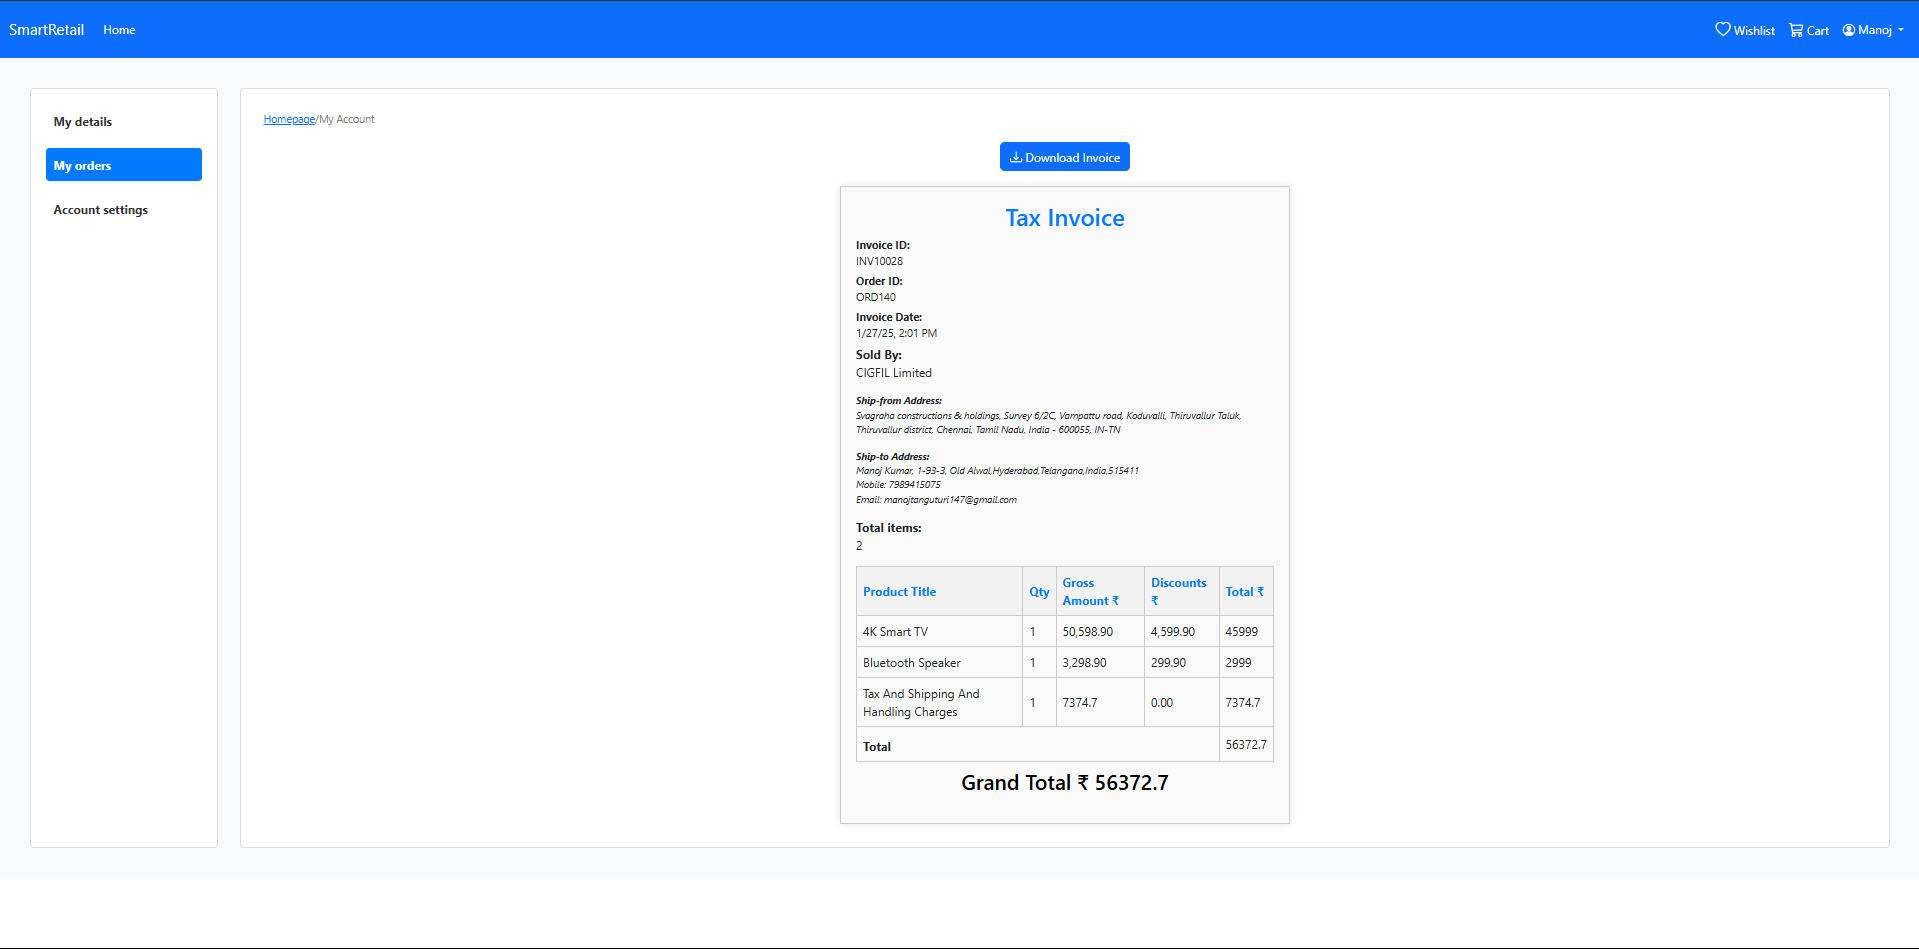 SmartRetail Home Wishlist Cart Manoj
My details
My orders
Account settings
Homepage/My Account
Download Invoice
Tax Invoice
Invoice ID:
INV10028
Order ID:
ORD140
Invoice Date:
1/27/25, 2:01 PM
Sold By:
CIGFIL Limited
Ship-from Address:
Svagraha constructions & holdings, Survey 6/2C, Vampattu road, Koduvalli, Thiruvallur Taluk,
Thiruvallur district, Chennai, Tamil Nadu, India - 600055, IN-TN
Ship-to Address:
Manoj Kumar, 1-93-3, Old Alwal,Hyderabad,Telangana,India,515411
Mobile: 7989415075
Email: manojtanguturi147@gmail.com
Total items:
2
Product Title Qty Gross Amount ₹ Discounts ₹ Total ₹
4K Smart TV 1 50,598.90 4,599.90 45999
Bluetooth Speaker 1 3,298.90 299.90 2999
Tax And Shipping And Handling Charges 1 7374.7 0.00 7374.7
Total 56372.7
Grand Total ₹ 56372.7